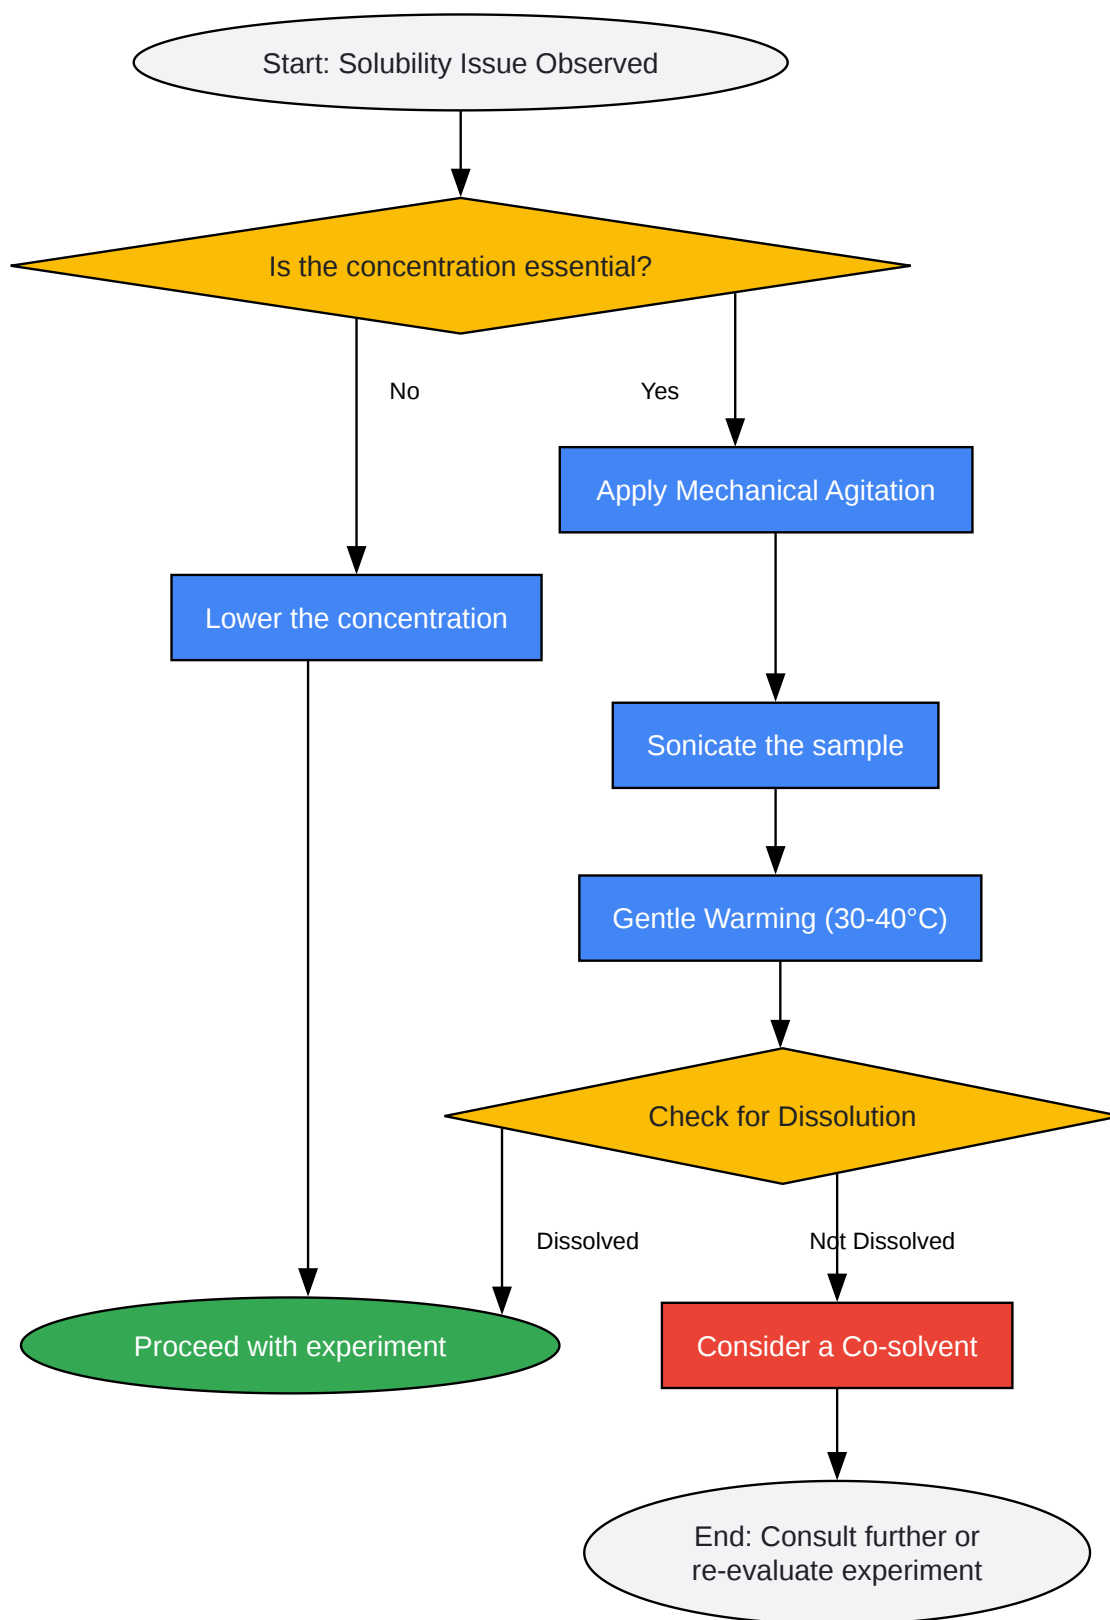 Start: Solubility Issue Observed
Is the concentration essential?
No
Yes
Apply Mechanical Agitation
Lower the concentration
Sonicate the sample
Gentle Warming (30-40°C)
Check for Dissolution
Dissolved
Not Dissolved
Proceed with experiment
Consider a Co-solvent
End: Consult further or
re-evaluate experiment